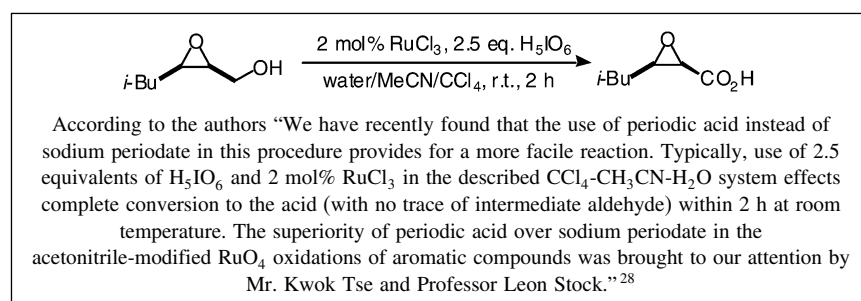 2 mol% RuCl3, 2.5 eq. H5IO6
O
i-Bu
OH
water/MeCN/CCl4, r.t., 2 h
O
i-Bu
CO2H
According to the authors “We have recently found that the use of periodic acid instead of
sodium periodate in this procedure provides for a more facile reaction. Typically, use of 2.5
equivalents of H5IO6 and 2 mol% RuCl3 in the described CCl4-CH3CN-H2O system effects
complete conversion to the acid (with no trace of intermediate aldehyde) within 2 h at room
temperature. The superiority of periodic acid over sodium periodate in the
acetonitrile-modified RuO4 oxidations of aromatic compounds was brought to our attention by
Mr. Kwok Tse and Professor Leon Stock.” 28